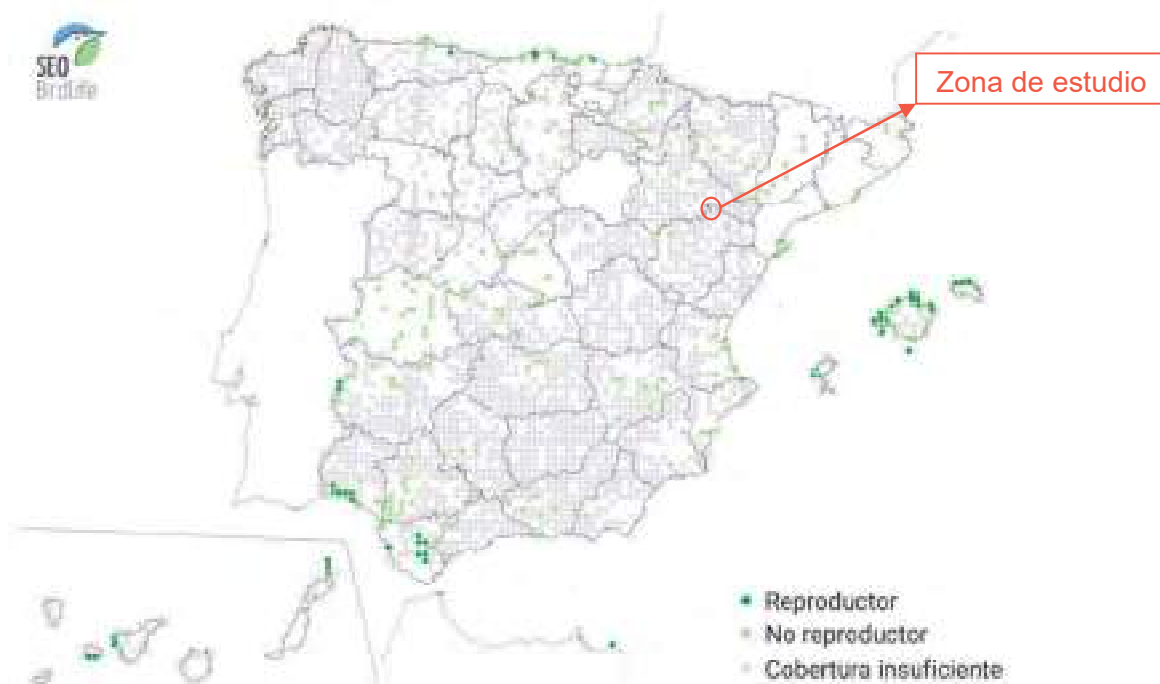 SEO
BirdLife
Zona de estudio
Reproductor
No reproductor
Cobertura insuficiente